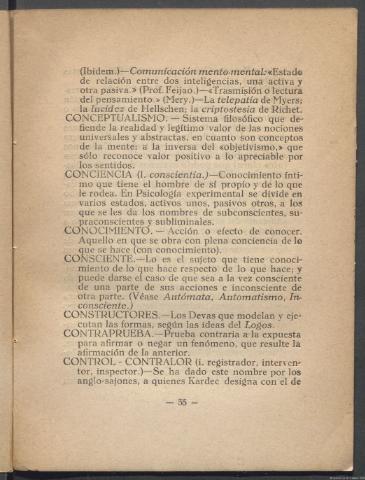 (Ibidem.)—Comunicación mento mental: «Estado
de relación entre dos inteligencias, una activa y
otra pasiva.» (Prof. Feijao.)—«Trasmisión o lectura
del pensamiento.» (Mery.)—La telepatía de Myers;
la lucidez de Hellschen; la criptostesia de Richet.
CONCEPTUALISMO. — Sistema filosófico que de-
fiende la realidad y legítimo valor de las nociones
universales y abstractas, en cuanto son conceptos
de la mente; a la inversa del «objetivismo,» que
sólo reconoce valor positivo a lo apreciable por
los sentidos.
CONCIENCIA (l. conscientia.)—Conocimiento ínti-
mo que tiene el hombre de sí propio y de lo que
le rodea. En Psicología experimental se divide en
varios estados, activos unos, pasivos otros, a los
que se les da los nombres de subconscientes, su-
praconscientes y subliminales.
CONOCIMIENTO. — Acción o efecto de conocer.
Aquello en que se obra con plena conciencia de lo
que se hace (con conocimiento).
CONSCIENTE.—Lo es el sujeto que tiene conoci-
miento de lo que hace respecto de lo que hace; y
puede darse el caso de que sea a la vez consciente
de una parte de sus acciones e inconsciente de
otra parte. (Véase Autómata, Automatismo, In-
consciente.)
CONSTRUCTORES.—Los Devas que modelan y eje-
cutan las formas, según las ideas del Logos.
CONTRAPRUEBA.—Prueba contraria a la expuesta
para afirmar o negar un fenómeno, que resulte la
afirmación de la anterior.
CONTROL - CONTRALOR (i. registrador, interven-
tor, inspector.)—Se ha dado este nombre por los
anglo-sajones, a quienes Kardec designa con el de
— 55 —